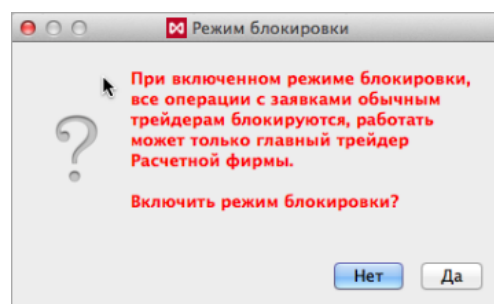 Режим блокировки
При включенном режиме блокировки,
все операции с заявками обычным
трейдерам блокируются, работать
может только главный трейдер
Расчетной фирмы.
Включить режим блокировки?
Нет
Да